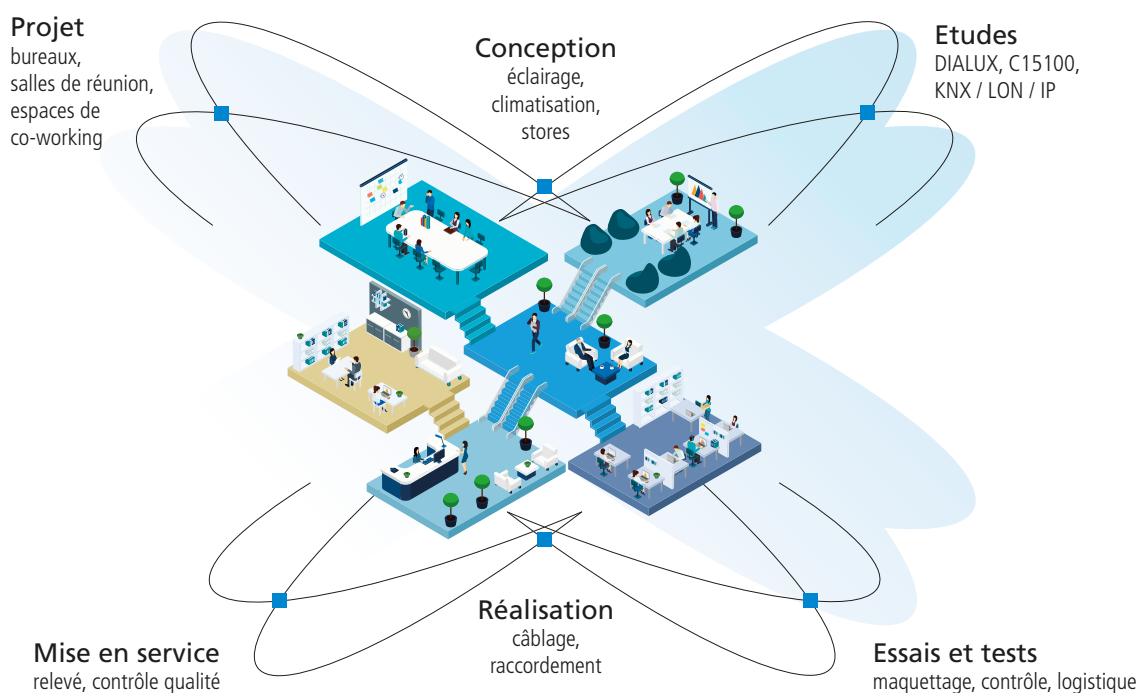 Projet
bureaux,
salles de réunion,
espaces de
co-working
Conception
éclairage,
climatisation,
stores
Etudes
DIALUX, C15100,
KNX / LON / IP
Mise en service
relevé, contrôle qualité
Réalisation
câblage,
raccordement
Essais et tests
maquettage, contrôle, logistique